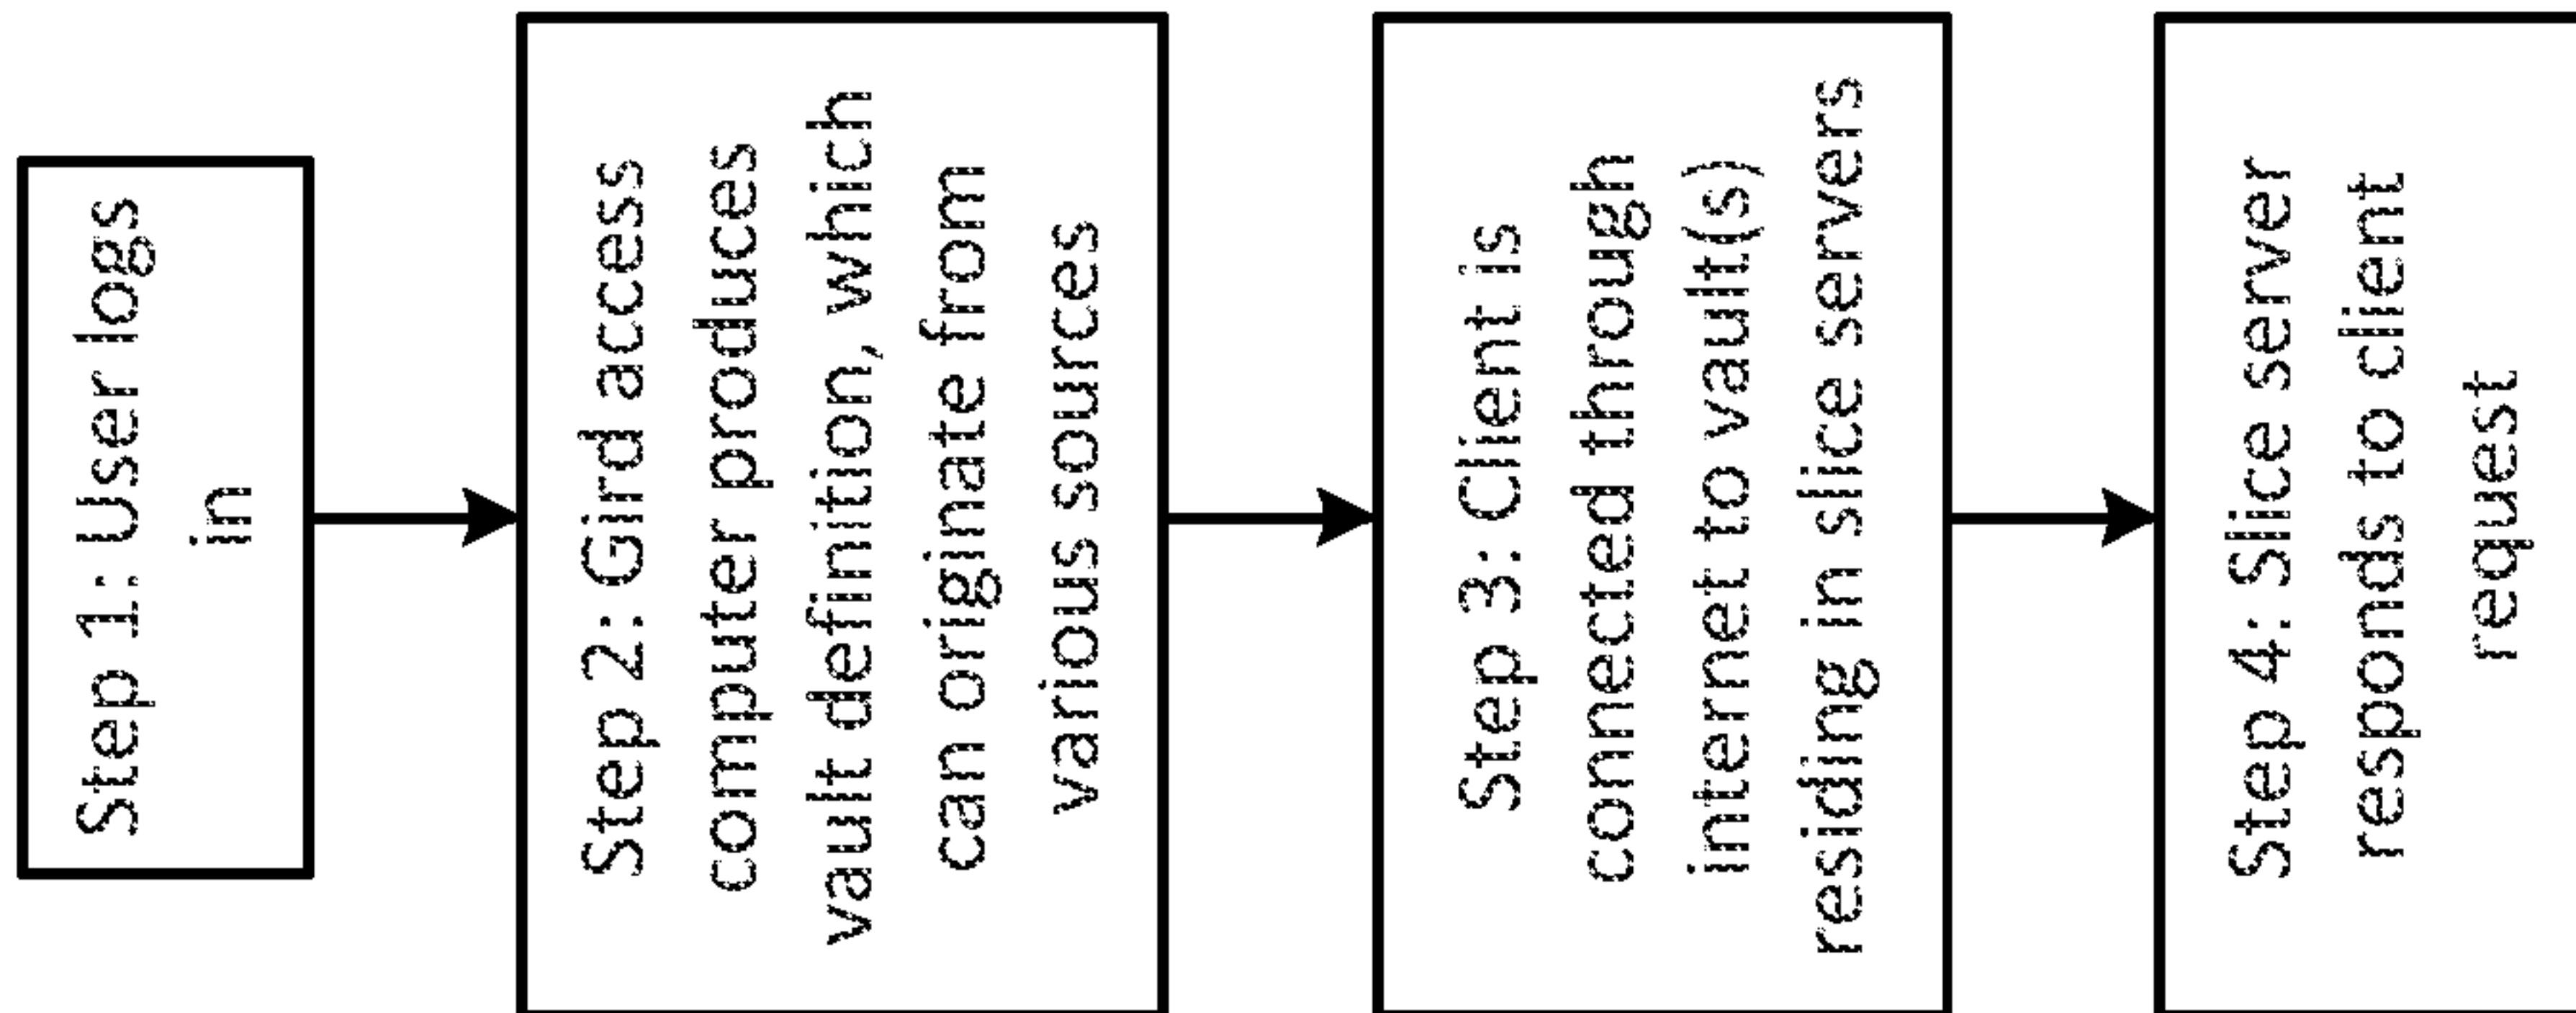 Step 1: User logs
in
Step 2: Gird access
computer produces
vault definition, which
can originate from
various sources
Step 3: Client is
connected through
internet to vault(s)
residing in slice servers
Step 4: Slice server
responds to client
request